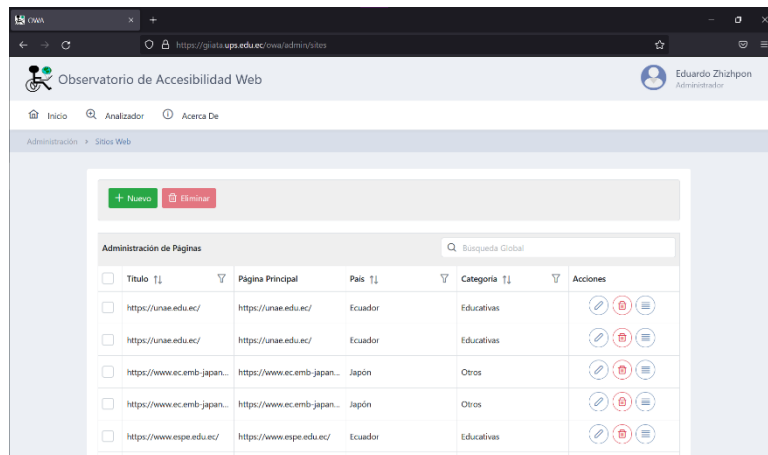 OWA
https://giiata.ups.edu.ec/owa/admin/sites
Observatorio de Accesibilidad Web
Eduardo Zhizhpon
Administrador
Inicio Analizador Acerca De
Administración > Sitios Web
+ Nuevo Eliminar
Administración de Páginas Búsqueda Global
Título Página Principal País Categoría Acciones
https://unae.edu.ec/ https://unae.edu.ec/ Ecuador Educativas
https://unae.edu.ec/ https://unae.edu.ec/ Ecuador Educativas
https://www.ec.emb-japan... https://www.ec.emb-japan... Japón Otros
https://www.ec.emb-japan... https://www.ec.emb-japan... Japón Otros
https://www.espe.edu.ec/ https://www.espe.edu.ec/ Ecuador Educativas